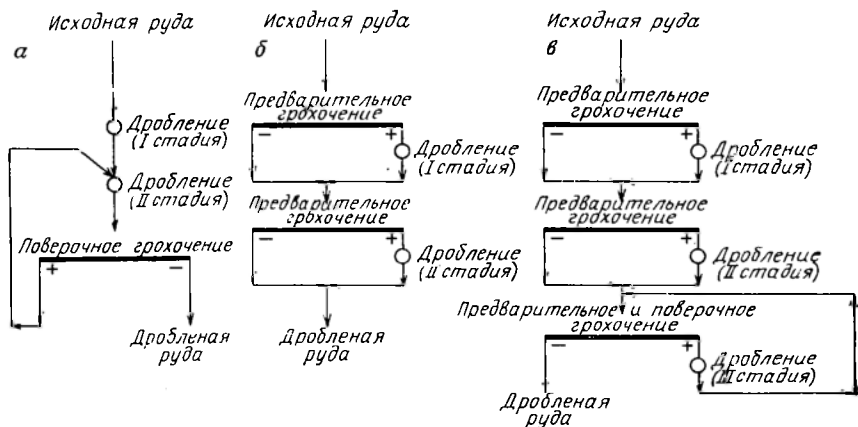 а
Исходная руда
Дробление
(I стадия)
Дробление
(II стадия)
Поверочное грохочение
+
−
Дробленая
руда
б
Исходная руда
Предварительное
грохочение
−
+
Дробление
(I стадия)
Предварительное
грохочение
−
+
Дробление
(II стадия)
Дробленая
руда
в
Исходная руда
Предварительное
грохочение
−
+
Дробление
(I стадия)
Предварительное
грохочение
−
+
Дробление
(II стадия)
Предварительное и поверочное
грохочение
−
+
Дробление
(III стадия)
Дробленая
руда